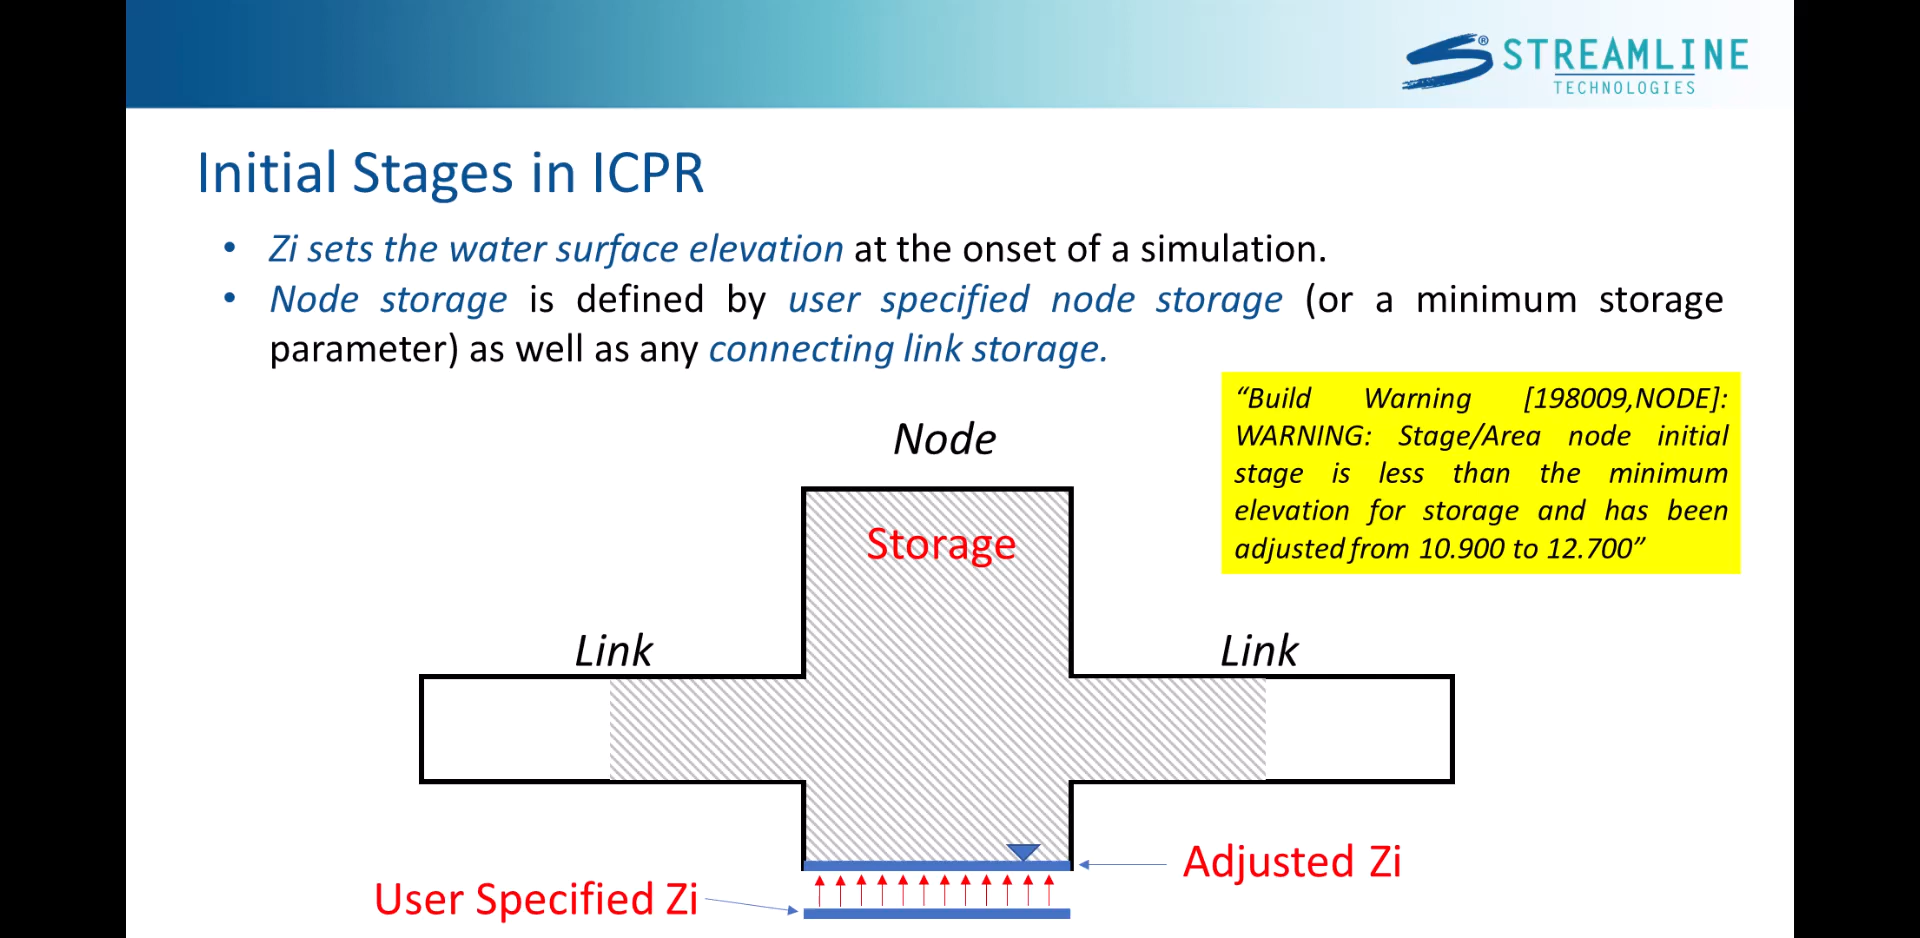 STREAMLINE
TECHNOLOGIES
Initial Stages in ICPR
• Zi sets the water surface elevation at the onset of a simulation.
• Node storage is defined by user specified node storage (or a minimum storage
parameter) as well as any connecting link storage.
“Build Warning [198009,NODE]:
WARNING: Stage/Area node initial
stage is less than the minimum
elevation for storage and has been
adjusted from 10.900 to 12.700”
Node
Storage
Link
Link
Adjusted Zi
User Specified Zi